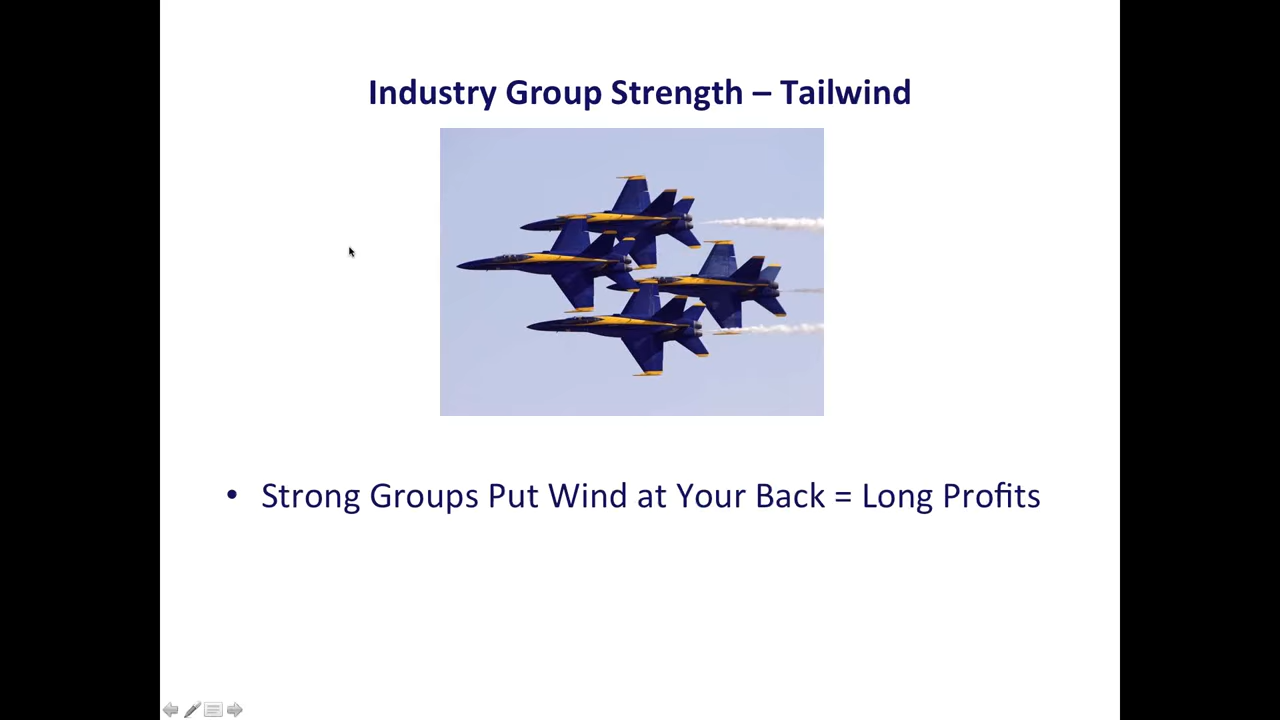 Industry Group Strength – Tailwind
• Strong Groups Put Wind at Your Back = Long Profits